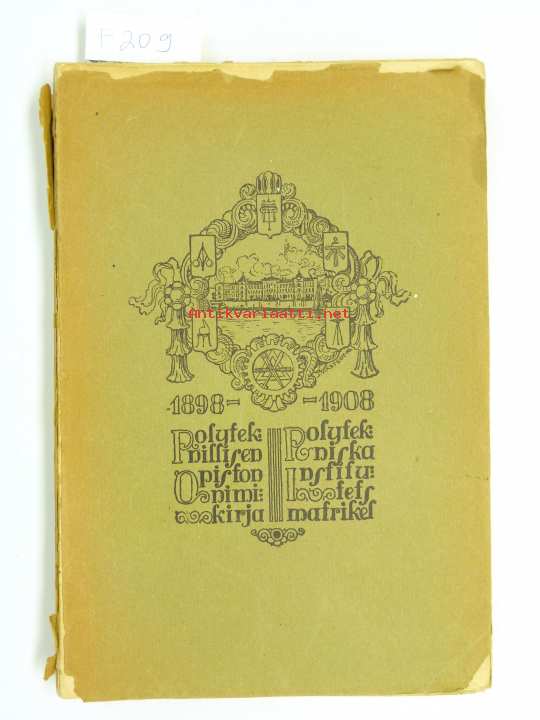 F 20 g
Antikvariaatti.net
1898 — — 1908
Polytek=
nillisen
Opiston
nimi=
kirja
Polytek=
niska
Institu=
tets
matrikel